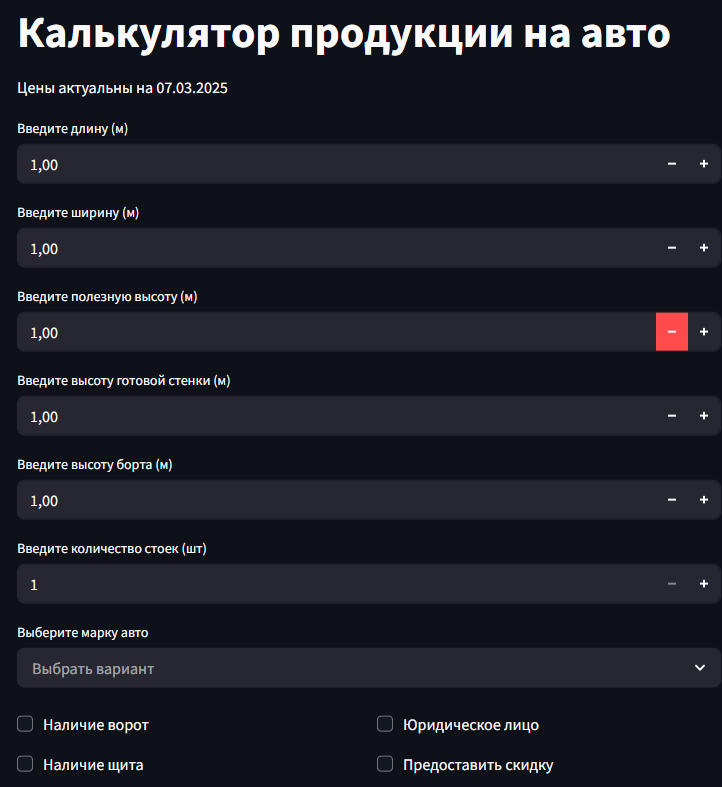 Калькулятор продукции на авто
Цены актуальны на 07.03.2025
Введите длину (м)
1,00
Введите ширину (м)
1,00
Введите полезную высоту (м)
1,00
Введите высоту готовой стенки (м)
1,00
Введите высоту борта (м)
1,00
Введите количество стоек (шт)
1
Выберите марку авто
Выбрать вариант
Наличие ворот
Юридическое лицо
Наличие щита
Предоставить скидку